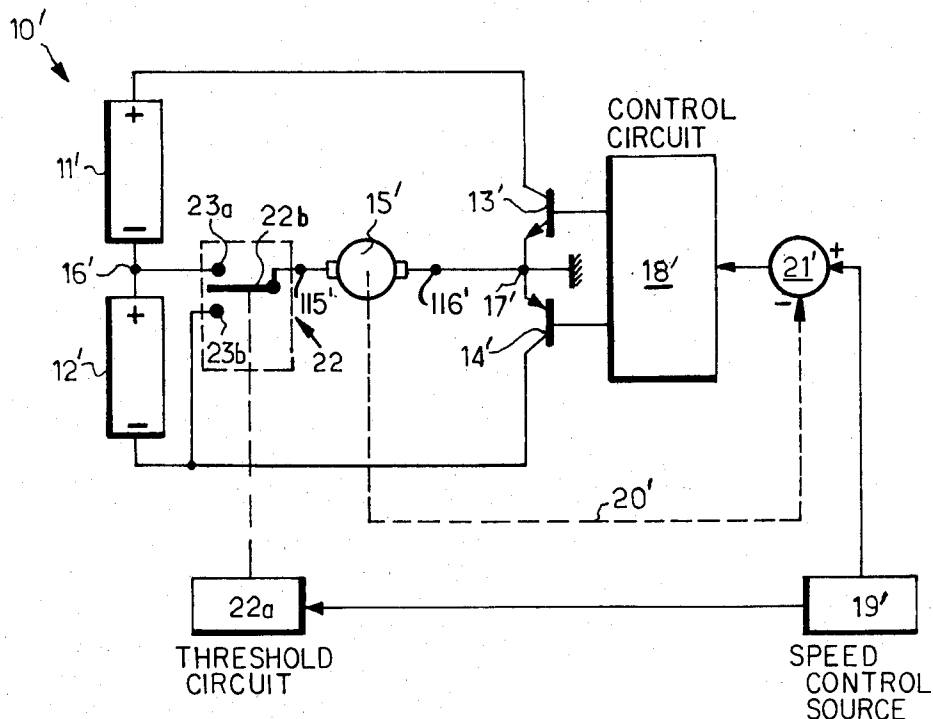 10'
+
11'
−
16'
+
12'
−
23a
22b
15'
115'
116'
23b
22
13'
17'
14'
CONTROL
CIRCUIT
18'
21'
+
−
20'
22a
THRESHOLD
CIRCUIT
19'
SPEED
CONTROL
SOURCE